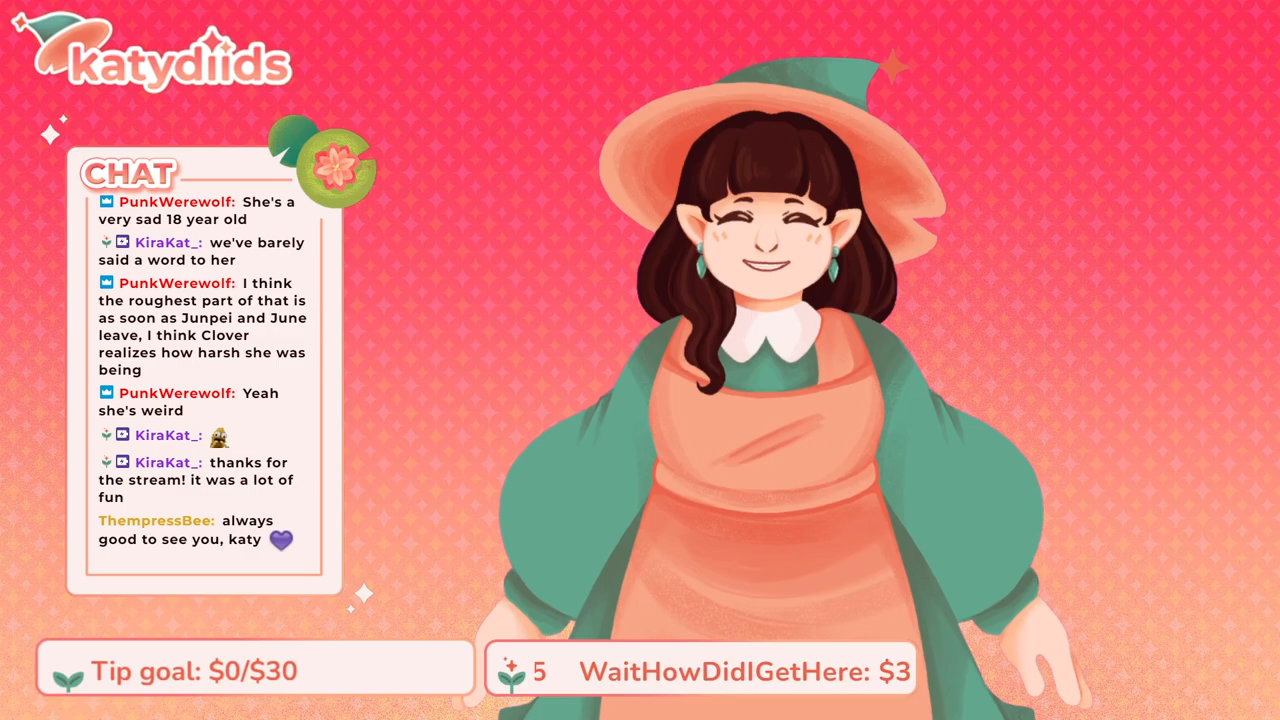 katydiids
CHAT
PunkWerewolf: She's a
very sad 18 year old
KiraKat_: we've barely
said a word to her
PunkWerewolf: I think
the roughest part of that is
as soon as Junpei and June
leave, I think Clover
realizes how harsh she was
being
PunkWerewolf: Yeah
she's weird
KiraKat_:
KiraKat_: thanks for
the stream! it was a lot of
fun
ThempressBee: always
good to see you, katy
Tip goal: $0/$30
5 WaitHowDidIGetHere: $3